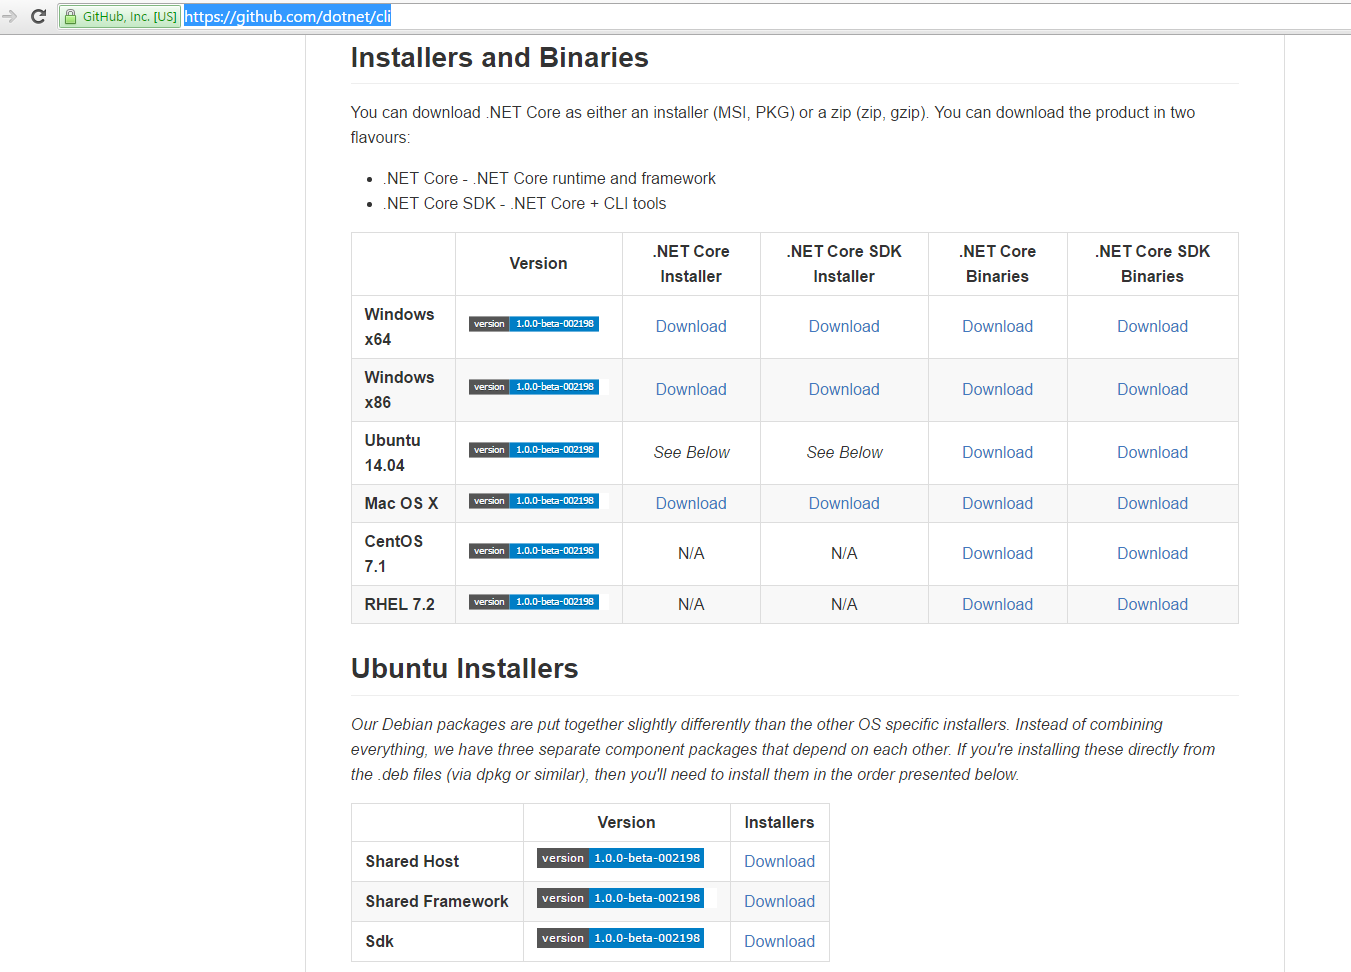 GitHub, Inc. [US] https://github.com/dotnet/cli
Installers and Binaries
You can download .NET Core as either an installer (MSI, PKG) or a zip (zip, gzip). You can download the product in two
flavours:
.NET Core - .NET Core runtime and framework
.NET Core SDK - .NET Core + CLI tools
Version .NET Core Installer .NET Core SDK Installer .NET Core Binaries .NET Core SDK Binaries
Windows x64 version 1.0.0-beta-002198 Download Download Download Download
Windows x86 version 1.0.0-beta-002198 Download Download Download Download
Ubuntu 14.04 version 1.0.0-beta-002198 See Below See Below Download Download
Mac OS X version 1.0.0-beta-002198 Download Download Download Download
CentOS 7.1 version 1.0.0-beta-002198 N/A N/A Download Download
RHEL 7.2 version 1.0.0-beta-002198 N/A N/A Download Download
Ubuntu Installers
Our Debian packages are put together slightly differently than the other OS specific installers. Instead of combining
everything, we have three separate component packages that depend on each other. If you're installing these directly from
the .deb files (via dpkg or similar), then you'll need to install them in the order presented below.
Version Installers
Shared Host version 1.0.0-beta-002198 Download
Shared Framework version 1.0.0-beta-002198 Download
Sdk version 1.0.0-beta-002198 Download